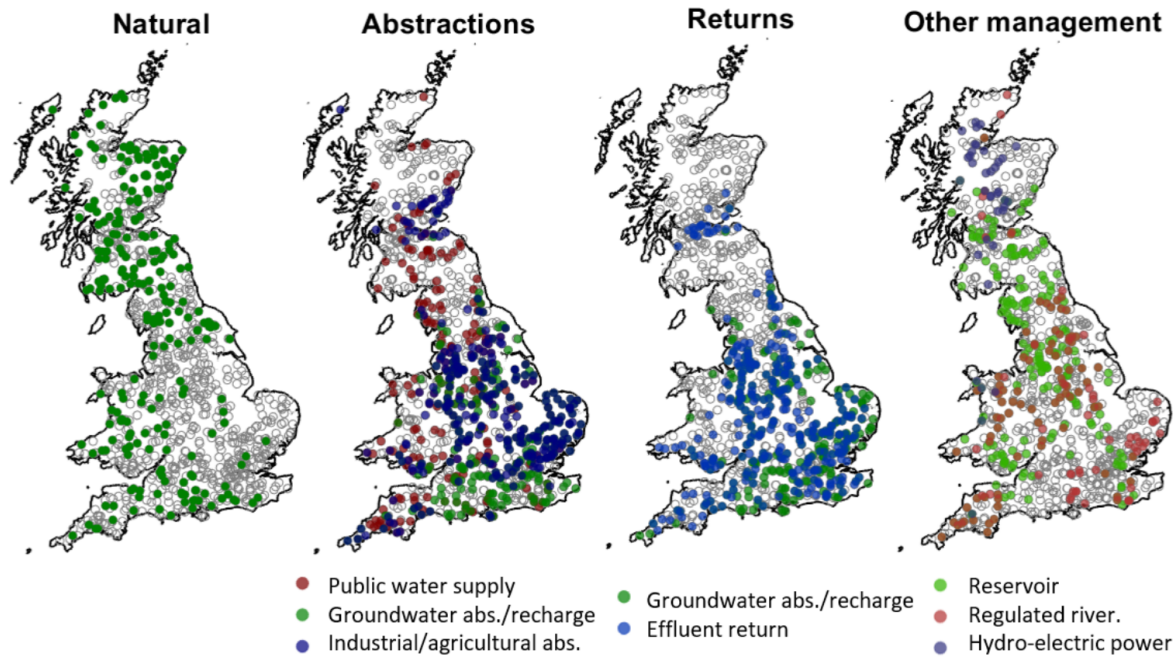 Natural
Abstractions
Returns
Other management
Public water supply
Groundwater abs./recharge
Industrial/agricultural abs.
Groundwater abs./recharge
Effluent return
Reservoir
Regulated river.
Hydro-electric power